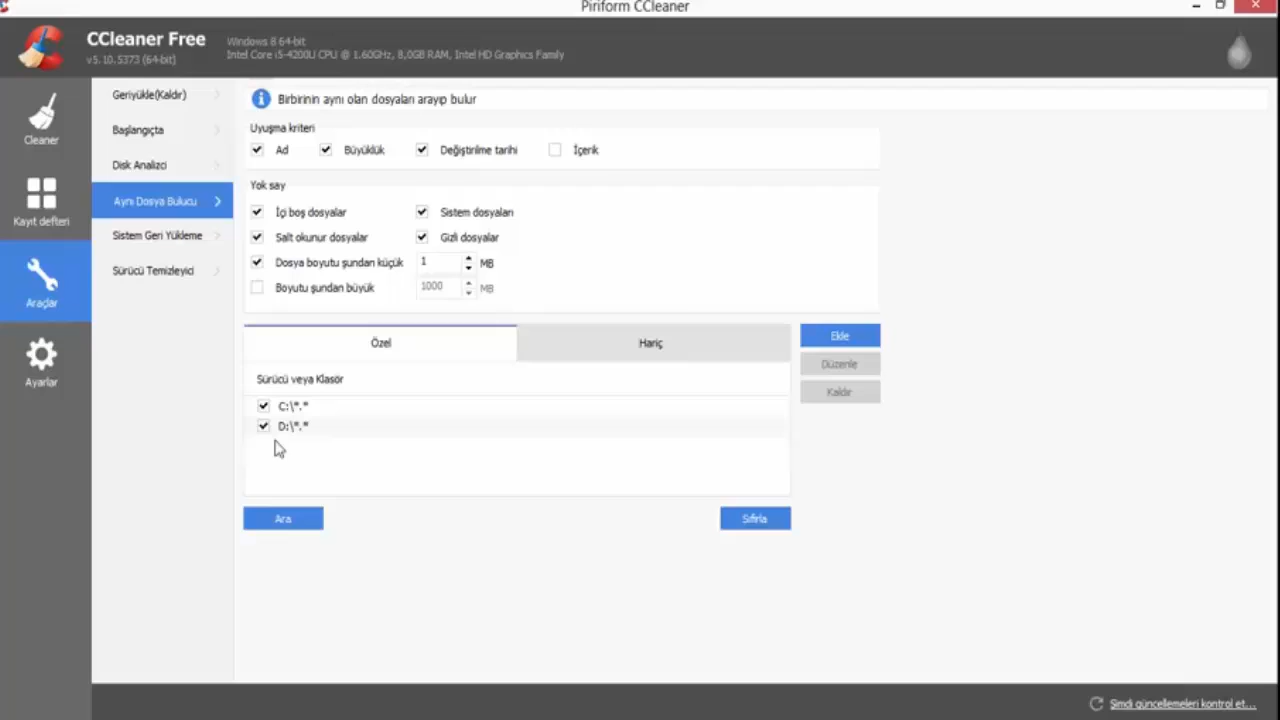 Piriform CCleaner
CCleaner Free
v5.10.5373 (64-bit)
Windows 8 64-bit
Intel Core i5-4200U CPU @ 1.60GHz, 8,0GB RAM, Intel HD Graphics Family
Cleaner
Kayıt defteri
Araçlar
Ayarlar
Geriyükle(Kaldır)
Başlangıçta
Disk Analizci
Aynı Dosya Bulucu
Sistem Geri Yükleme
Sürücü Temizleyici
Birbirinin aynı olan dosyaları arayıp bulur
Uyuşma kriteri
Ad Büyüklük Değiştirilme tarihi İçerik
Yok say
İçi boş dosyalar Sistem dosyaları
Salt okunur dosyalar Gizli dosyalar
Dosya boyutu şundan küçük 1 MB
Boyutu şundan büyük 1000 MB
Özel Hariç
Sürücü veya Klasör
C:\*.*
D:\*.*
Ekle
Düzenle
Kaldır
Ara Sıfırla
Şimdi güncellemeleri kontrol et...